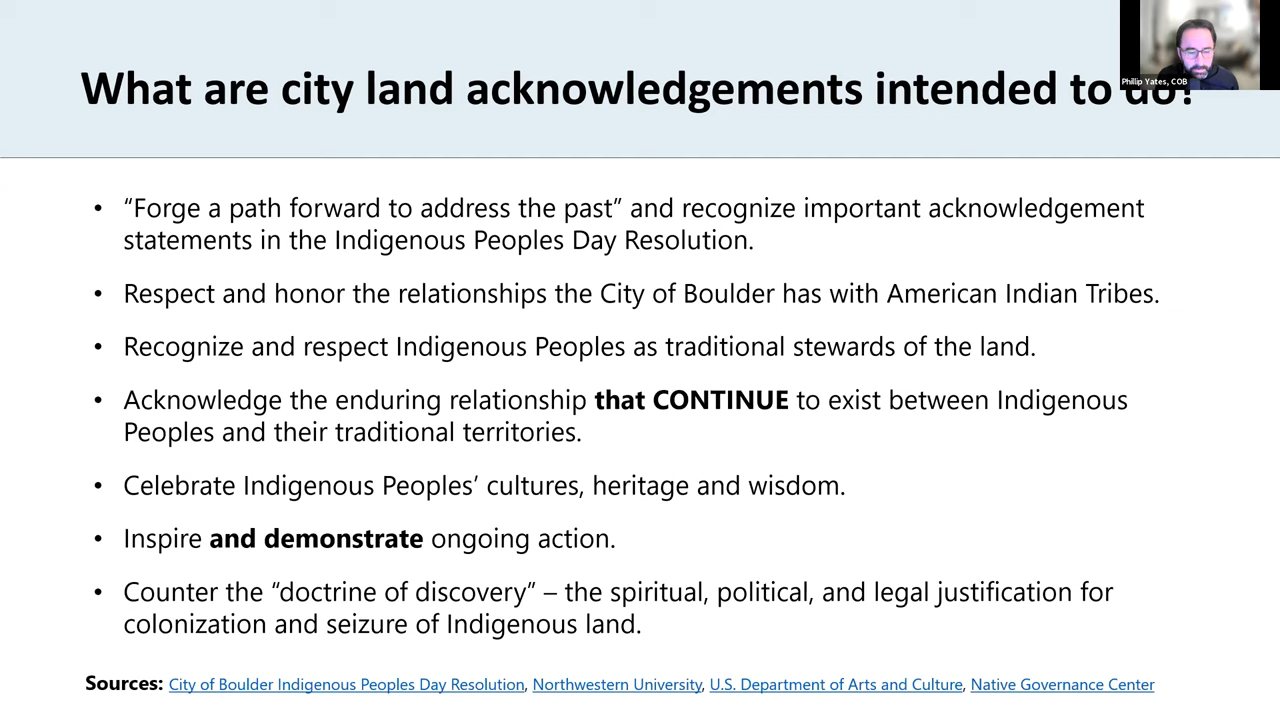 What are city land acknowledgements intended to do?
Philip Yates, COB
• “Forge a path forward to address the past” and recognize important acknowledgement
statements in the Indigenous Peoples Day Resolution.
• Respect and honor the relationships the City of Boulder has with American Indian Tribes.
• Recognize and respect Indigenous Peoples as traditional stewards of the land.
• Acknowledge the enduring relationship that CONTINUE to exist between Indigenous
Peoples and their traditional territories.
• Celebrate Indigenous Peoples’ cultures, heritage and wisdom.
• Inspire and demonstrate ongoing action.
• Counter the “doctrine of discovery” – the spiritual, political, and legal justification for
colonization and seizure of Indigenous land.
Sources: City of Boulder Indigenous Peoples Day Resolution, Northwestern University, U.S. Department of Arts and Culture, Native Governance Center